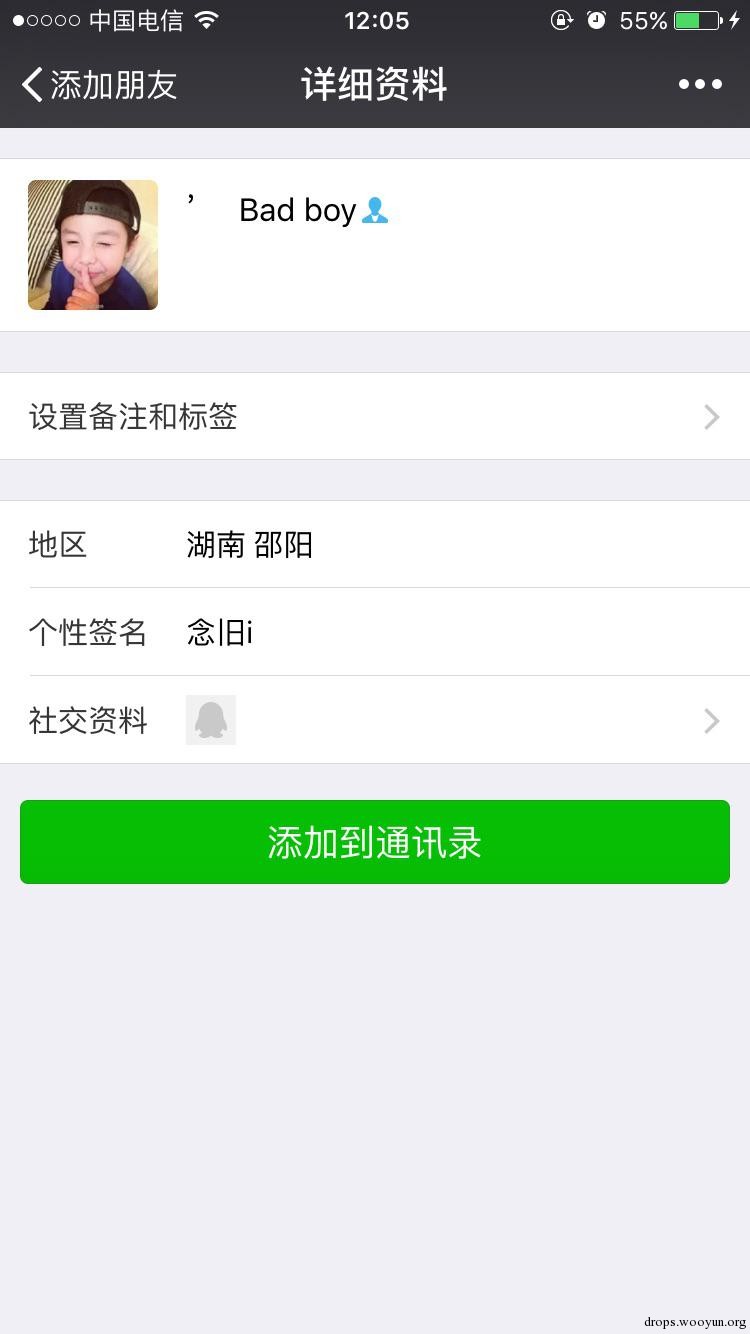 中国电信 12:05 55%
添加朋友 详细资料
’ Bad boy
设置备注和标签
地区 湖南 邵阳
个性签名 念旧i
社交资料
添加到通讯录
drops.wooyun.org